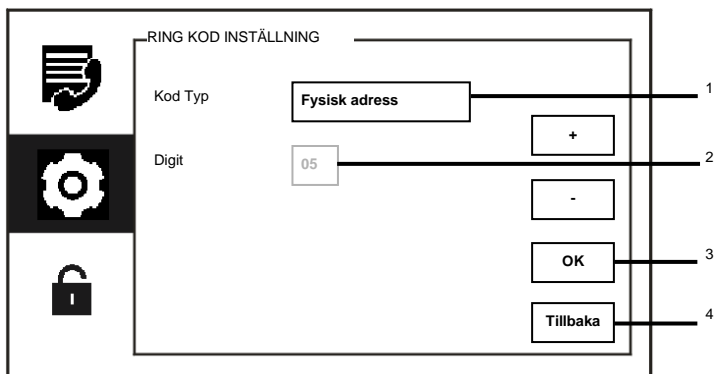 RING KOD INSTÄLLNING
Kod Typ
Fysisk adress
1
+
Digit
05
2
-
OK
3
Tillbaka
4